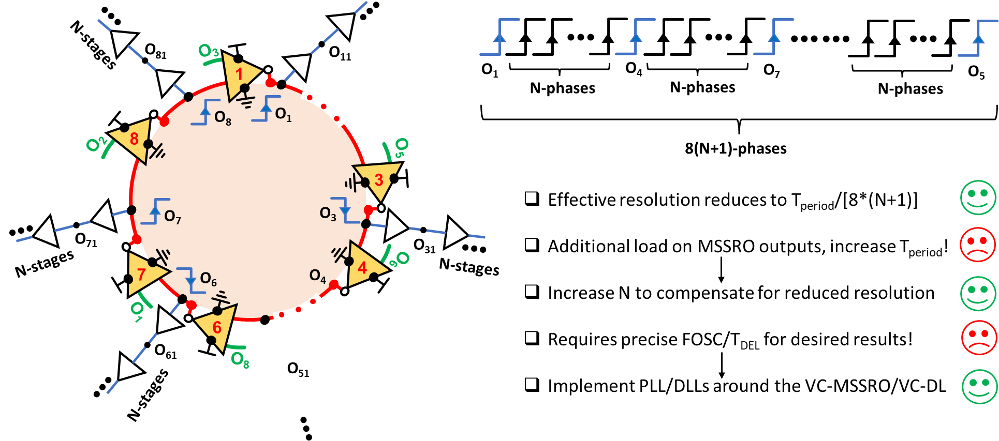 N-stages
O81
O3
1
O11
O8
O1
O2
8
O5
3
O7
O71
N-stages
O3
O31
N-stages
7
O6
O4
4
O6
O1
6
O61
O8
N-stages
O51
O1
O4
O7
O5
N-phases
N-phases
N-phases
8(N+1)-phases
❑ Effective resolution reduces to Tperiod/[8*(N+1)]
❑ Additional load on MSSRO outputs, increase Tperiod!
❑ Increase N to compensate for reduced resolution
❑ Requires precise FOSC/TDEL for desired results!
❑ Implement PLL/DLLs around the VC-MSSRO/VC-DL